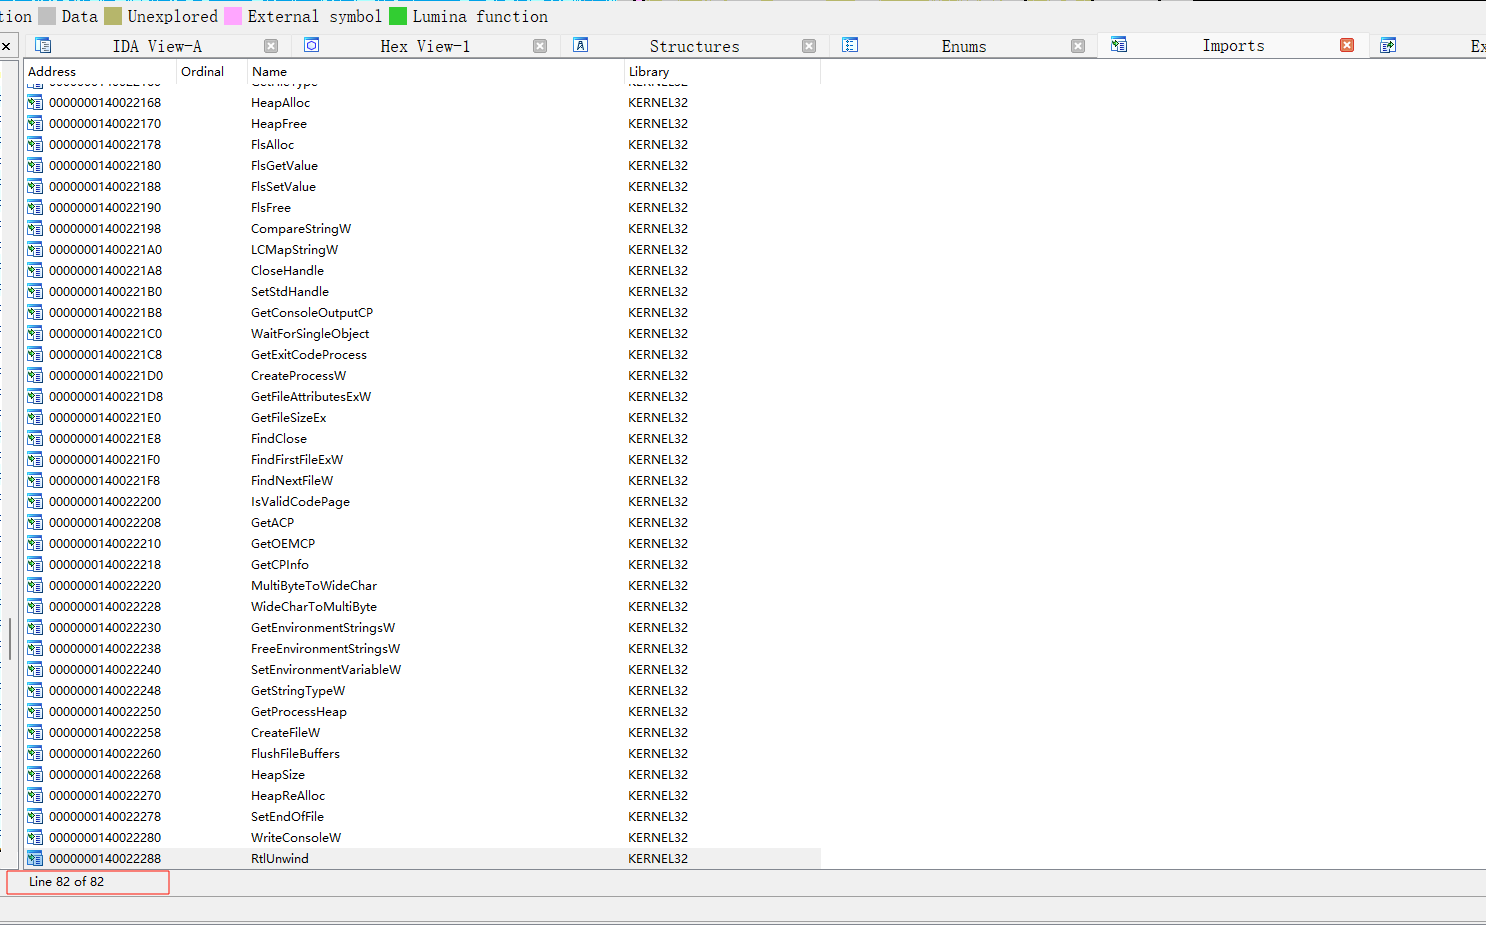 tion Data Unexplored External symbol Lumina function
IDA View-A Hex View-1 Structures Enums Imports Ex
Address Ordinal Name Library
0000000140022168 HeapAlloc KERNEL32
0000000140022170 HeapFree KERNEL32
0000000140022178 FlsAlloc KERNEL32
0000000140022180 FlsGetValue KERNEL32
0000000140022188 FlsSetValue KERNEL32
0000000140022190 FlsFree KERNEL32
0000000140022198 CompareStringW KERNEL32
00000001400221A0 LCMapStringW KERNEL32
00000001400221A8 CloseHandle KERNEL32
00000001400221B0 SetStdHandle KERNEL32
00000001400221B8 GetConsoleOutputCP KERNEL32
00000001400221C0 WaitForSingleObject KERNEL32
00000001400221C8 GetExitCodeProcess KERNEL32
00000001400221D0 CreateProcessW KERNEL32
00000001400221D8 GetFileAttributesExW KERNEL32
00000001400221E0 GetFileSizeEx KERNEL32
00000001400221E8 FindClose KERNEL32
00000001400221F0 FindFirstFileExW KERNEL32
00000001400221F8 FindNextFileW KERNEL32
0000000140022200 IsValidCodePage KERNEL32
0000000140022208 GetACP KERNEL32
0000000140022210 GetOEMCP KERNEL32
0000000140022218 GetCPInfo KERNEL32
0000000140022220 MultiByteToWideChar KERNEL32
0000000140022228 WideCharToMultiByte KERNEL32
0000000140022230 GetEnvironmentStringsW KERNEL32
0000000140022238 FreeEnvironmentStringsW KERNEL32
0000000140022240 SetEnvironmentVariableW KERNEL32
0000000140022248 GetStringTypeW KERNEL32
0000000140022250 GetProcessHeap KERNEL32
0000000140022258 CreateFileW KERNEL32
0000000140022260 FlushFileBuffers KERNEL32
0000000140022268 HeapSize KERNEL32
0000000140022270 HeapReAlloc KERNEL32
0000000140022278 SetEndOfFile KERNEL32
0000000140022280 WriteConsoleW KERNEL32
0000000140022288 RtlUnwind KERNEL32
Line 82 of 82